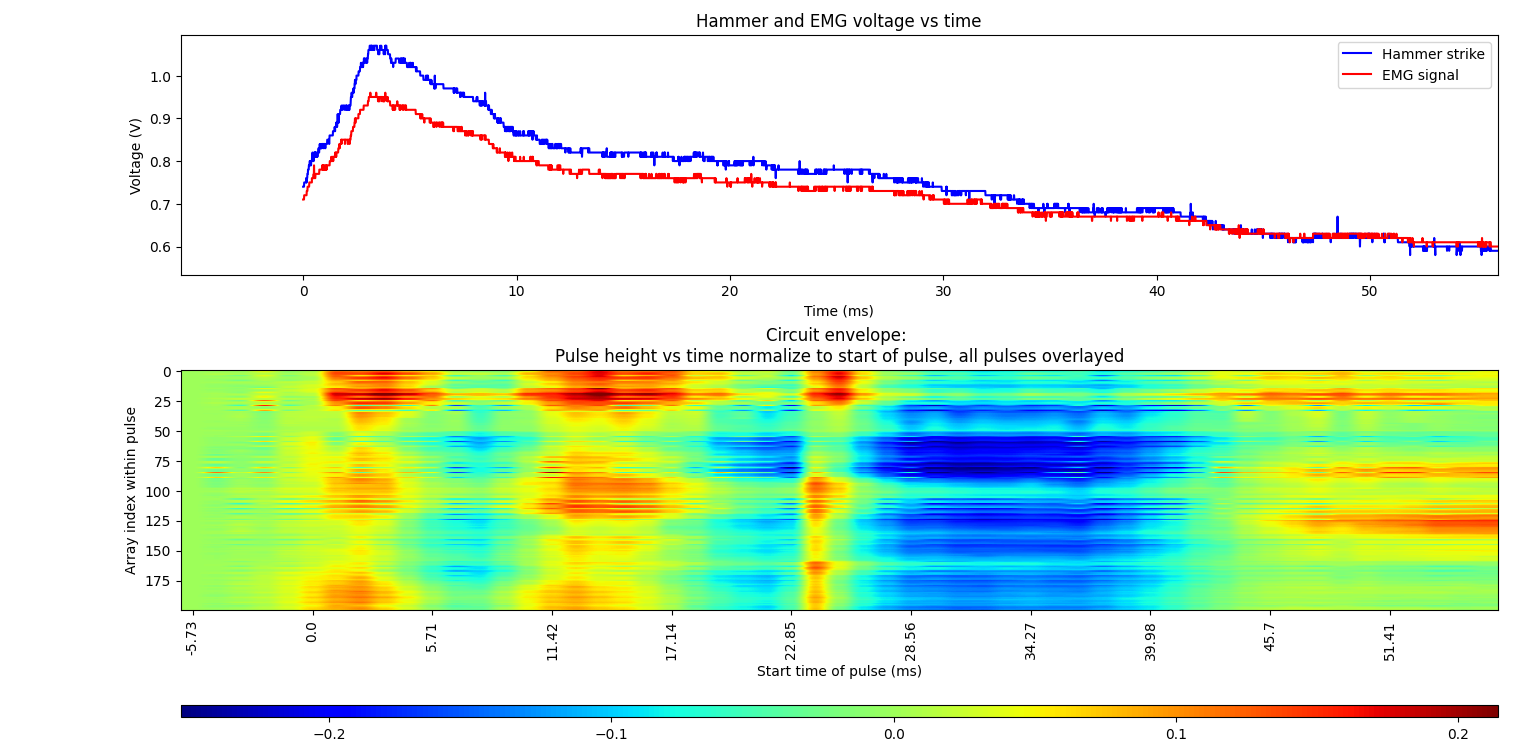 Hammer and EMG voltage vs time
Hammer strike
EMG signal
Voltage (V)
1.0
0.9
0.8
0.7
0.6
0 10 20 30 40 50
Time (ms)
Circuit envelope:
Pulse height vs time normalize to start of pulse, all pulses overlayed
Array index within pulse
0
25
50
75
100
125
150
175
-5.73 0.0 5.71 11.42 17.14 22.85 28.56 34.27 39.98 45.7 51.41
Start time of pulse (ms)
−0.2 −0.1 0.0 0.1 0.2